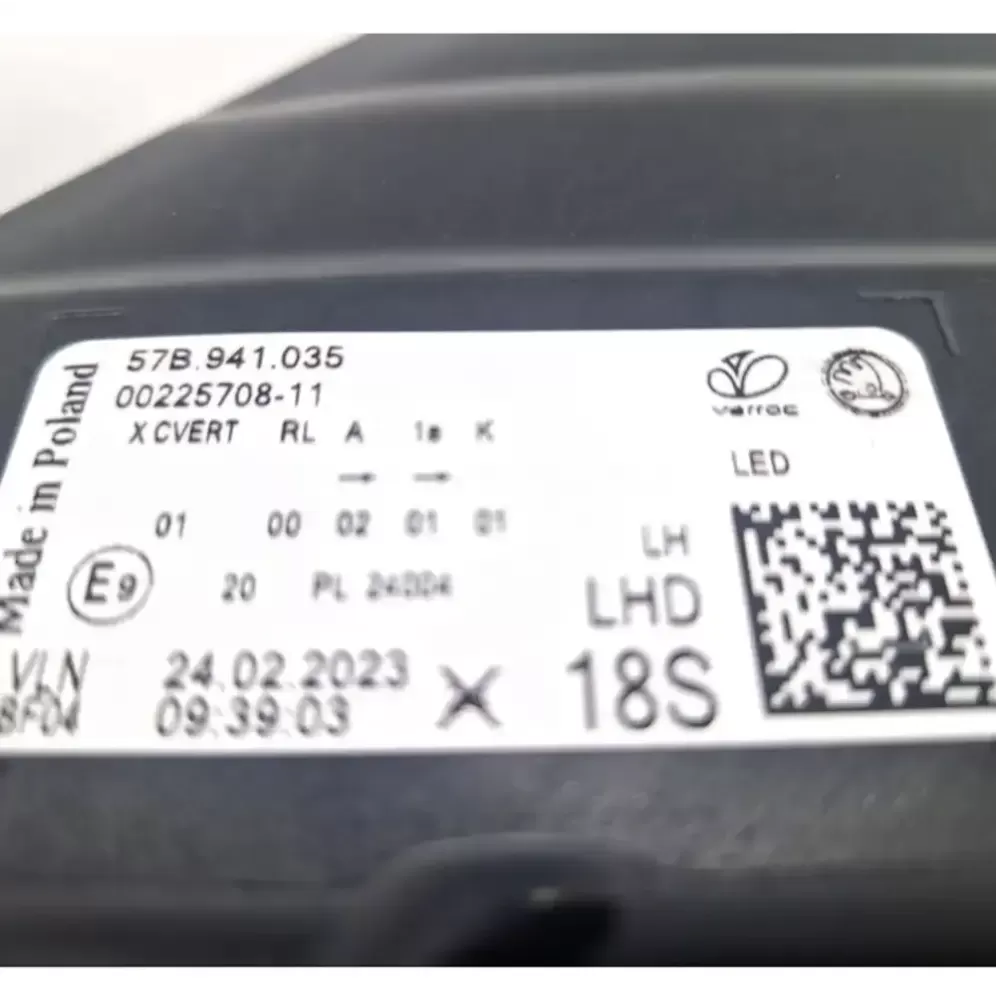 57B.941.035
00225708-11
X CVERT RL A 1a K
→ →
01 00 02 01 01
E9 20 PL 24004
Made in Poland
VLN 24.02.2023
8F04 09:39:03 X
varroc
LED
LH
LHD
18S